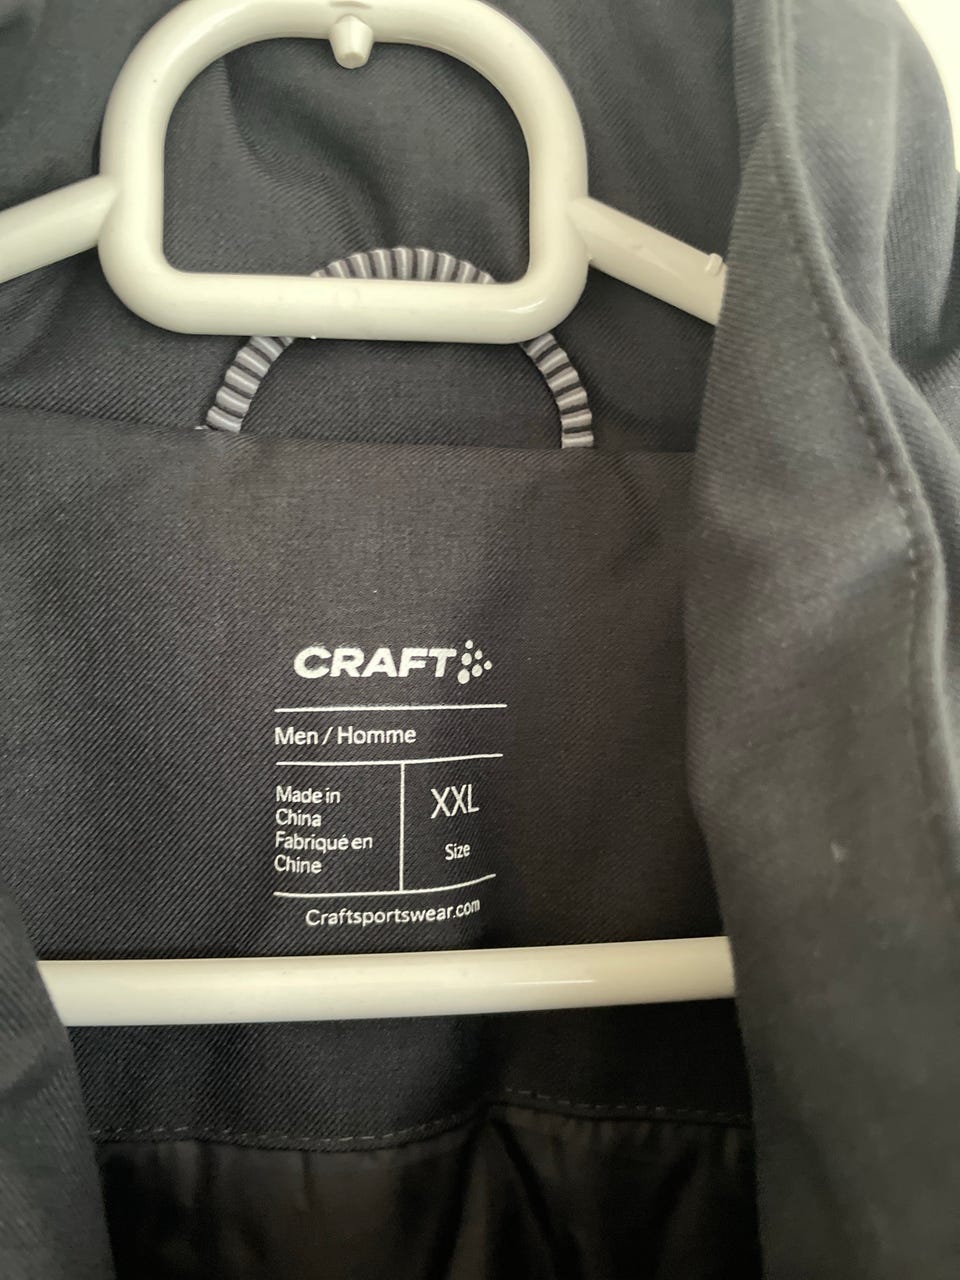 CRAFT
Men / Homme
Made in
China
Fabriqué en
Chine
XXL
Size
Craftsportswear.com